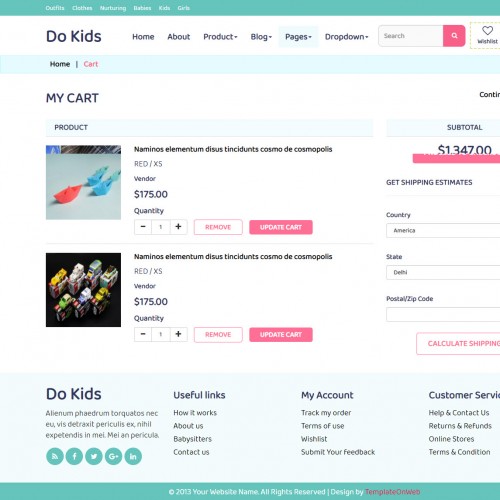 Outfits Clothes Nurturing Babies Kids Girls
Do Kids Home About Product Blog Pages Dropdown Search Wishlist
Home | Cart
MY CART
PRODUCT
Naminos elementum disus tincidunts cosmo de cosmopolis
RED / XS
Vendor
$175.00
Quantity
− 1 + REMOVE UPDATE CART
Naminos elementum disus tincidunts cosmo de cosmopolis
RED / XS
Vendor
$175.00
Quantity
− 1 + REMOVE UPDATE CART
Contin
SUBTOTAL
$1,347.00
GET SHIPPING ESTIMATES
Country
America
State
Delhi
Postal/Zip Code
CALCULATE SHIPPING
Do Kids
Alienum phaedrum torquatos nec
eu, vis detraxit periculis ex, nihil
expetendis in mei. Mei an pericula.
Useful links
How it works
About us
Babysitters
Contact us
My Account
Track my order
Terms of use
Wishlist
Submit Your feedback
Customer Servic
Help & Contact Us
Returns & Refunds
Online Stores
Terms & Conditions
© 2013 Your Website Name. All Rights Reserved | Design by TemplateOnWeb